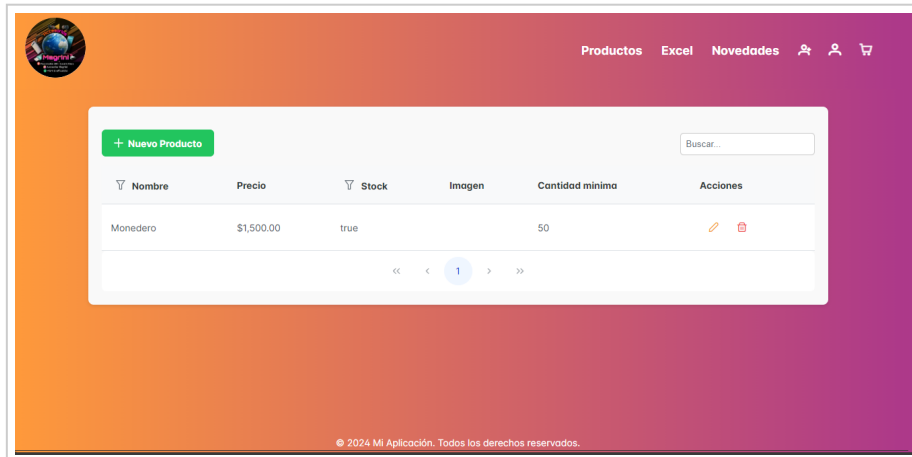 Magrini
Productos Excel Novedades
Nuevo Producto
Buscar...
Nombre Precio Stock Imagen Cantidad minima Acciones
Monedero $1,500.00 true 50
<< < 1 > >>
© 2024 Mi Aplicación. Todos los derechos reservados.